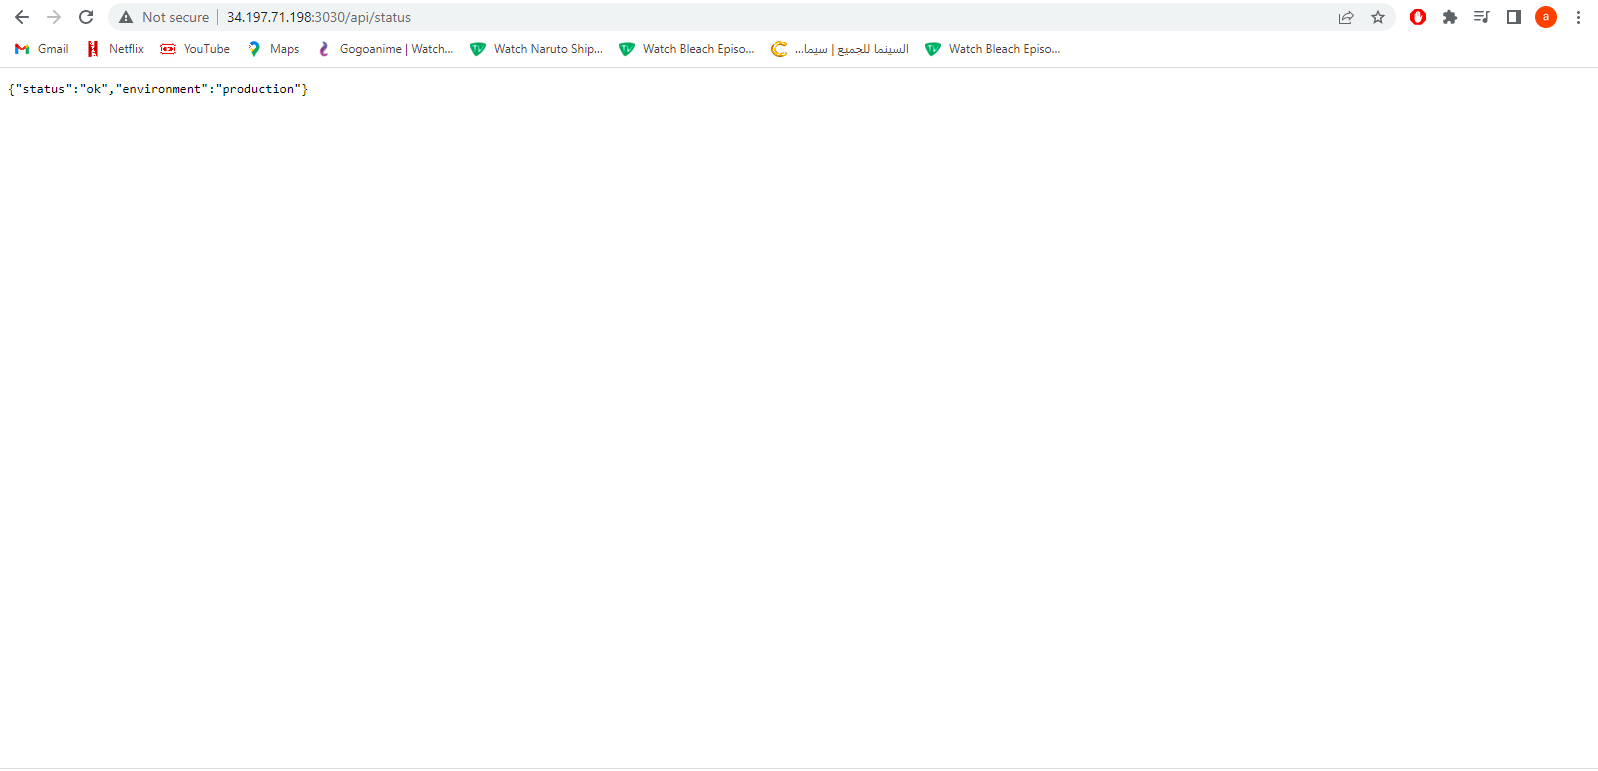 Not secure | 34.197.71.198:3030/api/status
a
Gmail Netflix YouTube Maps Gogoanime | Watch... Watch Naruto Ship... Watch Bleach Episo... السينما للجميع | سيما... Watch Bleach Episo...
{"status":"ok","environment":"production"}